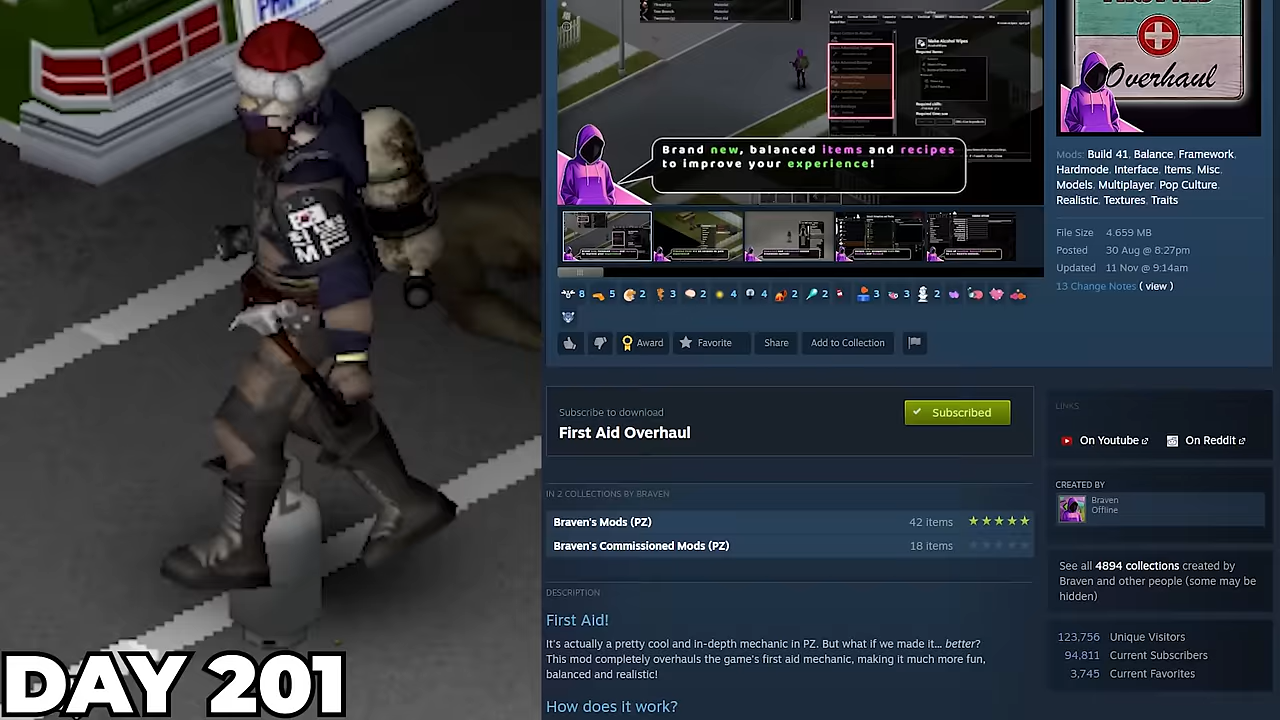 DAY 201
Brand new, balanced items and recipes
to improve your experience!
Award
Favorite
Share
Add to Collection
Subscribe to download
First Aid Overhaul
Subscribed
IN 2 COLLECTIONS BY BRAVEN
Braven's Mods (PZ) 42 items
Braven's Commissioned Mods (PZ) 18 items
DESCRIPTION
First Aid!
It's actually a pretty cool and in-depth mechanic in PZ. But what if we made it... better?
This mod completely overhauls the game's first aid mechanic, making it much more fun,
balanced and realistic!
How does it work?
Overhaul
Mods: Build 41, Balance, Framework,
Hardmode, Interface, Items, Misc,
Models, Multiplayer, Pop Culture,
Realistic, Textures, Traits
File Size 4.659 MB
Posted 30 Aug @ 8:27pm
Updated 11 Nov @ 9:14am
13 Change Notes ( view )
LINKS
On Youtube
On Reddit
CREATED BY
Braven
Offline
See all 4894 collections created by
Braven and other people (some may be
hidden)
123,756 Unique Visitors
94,811 Current Subscribers
3,745 Current Favorites